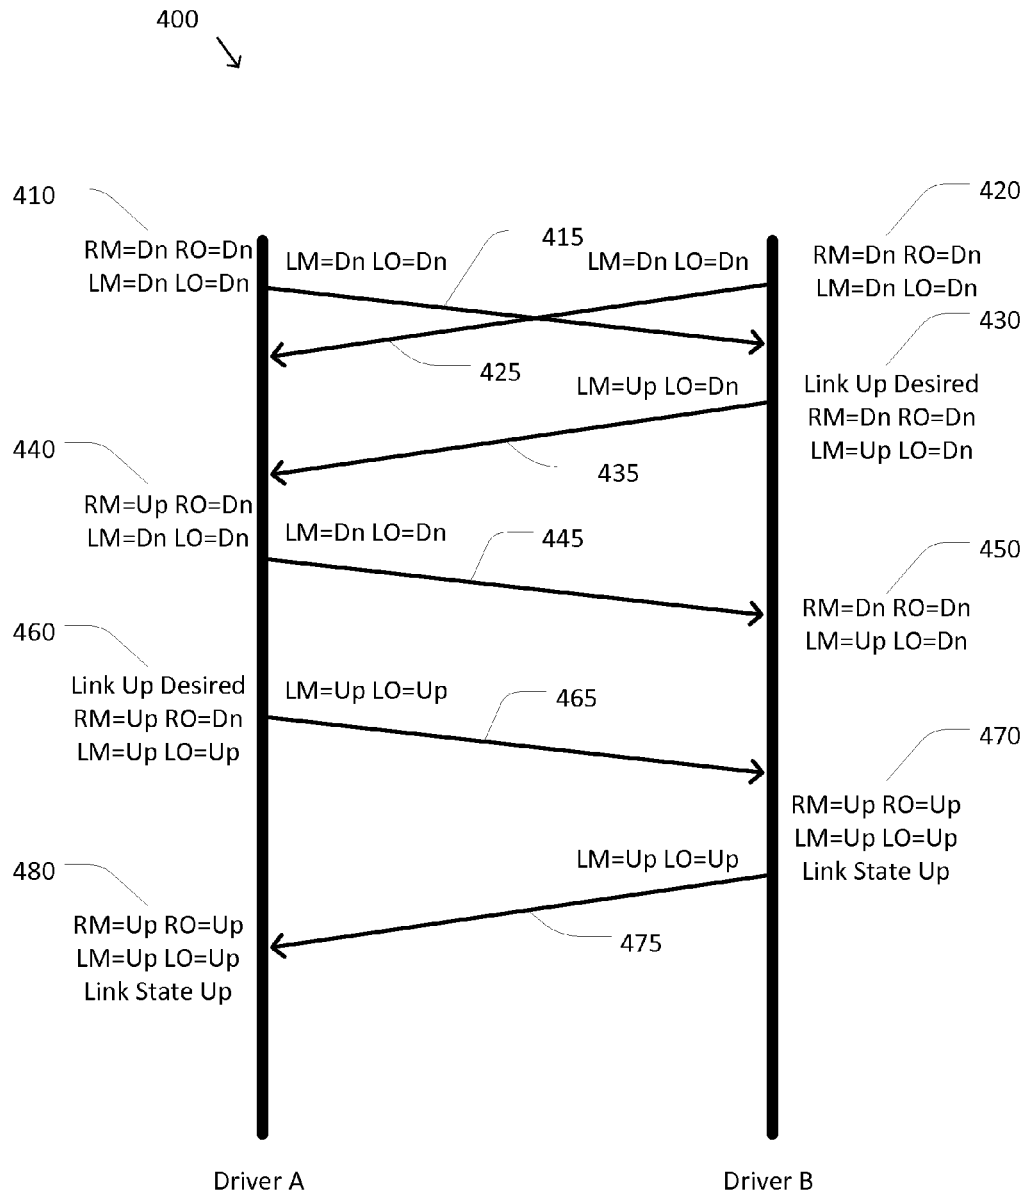 400
410
420
RM=Dn RO=Dn
LM=Dn LO=Dn
LM=Dn LO=Dn
415
LM=Dn LO=Dn
RM=Dn RO=Dn
LM=Dn LO=Dn
430
425
LM=Up LO=Dn
Link Up Desired
RM=Dn RO=Dn
LM=Up LO=Dn
435
440
RM=Up RO=Dn
LM=Dn LO=Dn
LM=Dn LO=Dn
445
450
RM=Dn RO=Dn
LM=Up LO=Dn
460
Link Up Desired
RM=Up RO=Dn
LM=Up LO=Up
LM=Up LO=Up
465
470
RM=Up RO=Up
LM=Up LO=Up
Link State Up
LM=Up LO=Up
475
480
RM=Up RO=Up
LM=Up LO=Up
Link State Up
Driver A
Driver B